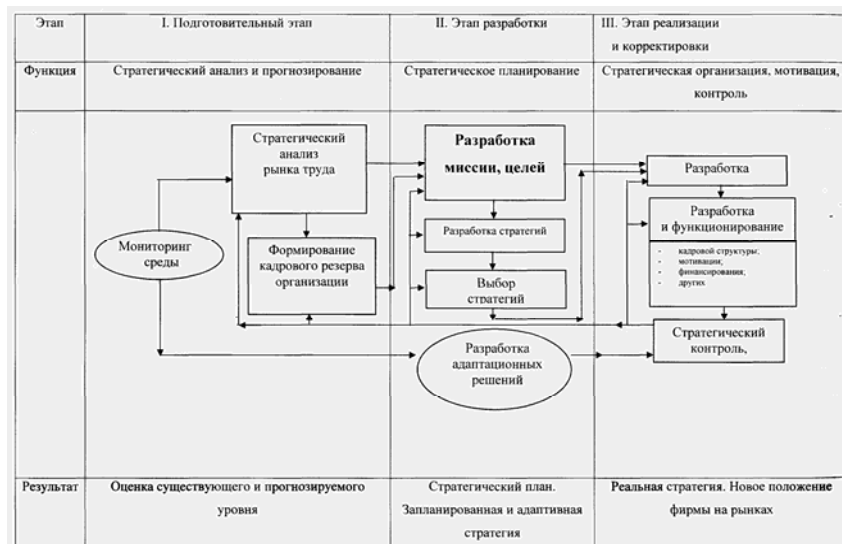 Этап
I. Подготовительный этап
II. Этап разработки
III. Этап реализации
и корректировки
Функция
Стратегический анализ и прогнозирование
Стратегическое планирование
Стратегическая организация, мотивация,
контроль
Стратегический
анализ
рынка труда
Разработка
миссии, целей
Разработка
Разработка
и функционирование
- кадровой структуры;
- мотивации;
- финансирования;
- других
Мониторинг
среды
Формирование
кадрового резерва
организации
Разработка стратегий
Выбор
стратегий
Стратегический
контроль,
Разработка
адаптационных
решений
Результат
Оценка существующего и прогнозируемого
уровня
Стратегический план.
Запланированная и адаптивная
стратегия
Реальная стратегия. Новое положение
фирмы на рынках